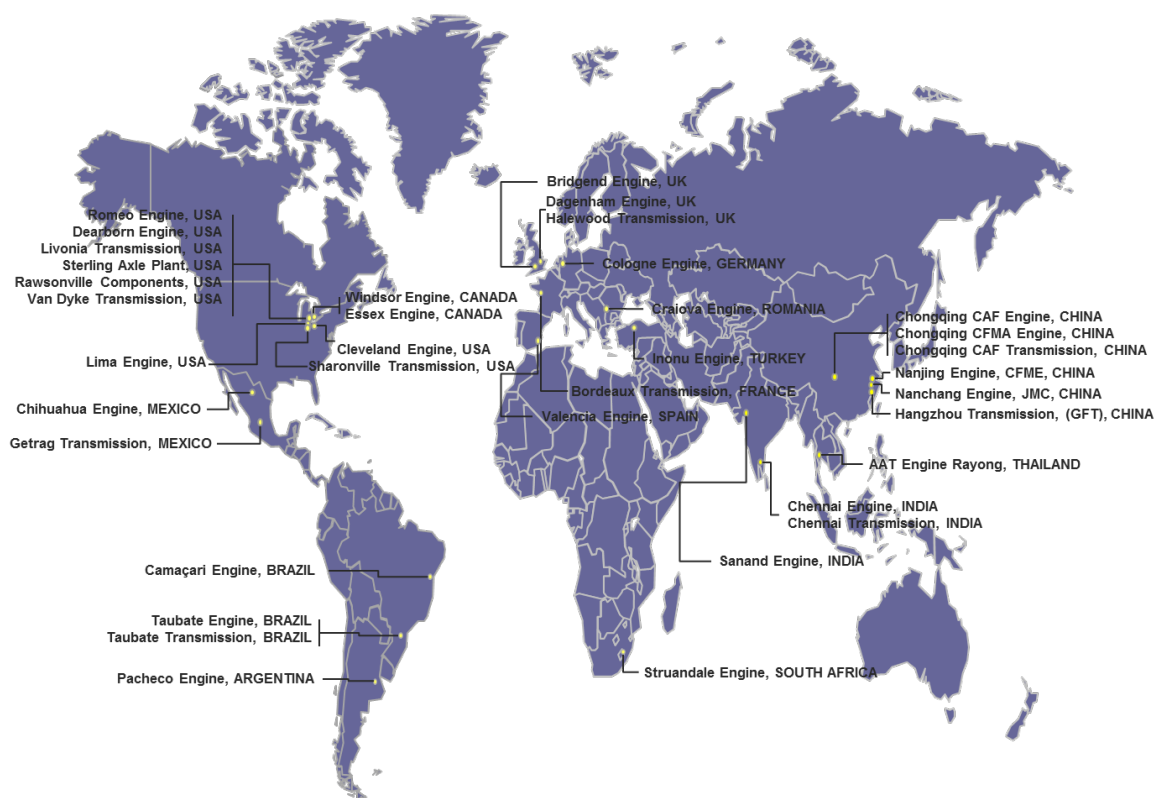 Bridgend Engine, UK
Dagenham Engine, UK
Halewood Transmission, UK
Romeo Engine, USA
Dearborn Engine, USA
Livonia Transmission, USA
Sterling Axle Plant, USA
Rawsonville Components, USA
Van Dyke Transmission, USA
Windsor Engine, CANADA
Essex Engine, CANADA
Cleveland Engine, USA
Lima Engine, USA
Sharonville Transmission, USA
Chihuahua Engine, MEXICO
Getrag Transmission, MEXICO
Cologne Engine, GERMANY
Craiova Engine, ROMANIA
Inonu Engine, TURKEY
Bordeaux Transmission, FRANCE
Valencia Engine, SPAIN
Chongqing CAF Engine, CHINA
Chongqing CFMA Engine, CHINA
Chongqing CAF Transmission, CHINA
Nanjing Engine, CFME, CHINA
Nanchang Engine, JMC, CHINA
Hangzhou Transmission, (GFT), CHINA
AAT Engine Rayong, THAILAND
Chennai Engine, INDIA
Chennai Transmission, INDIA
Sanand Engine, INDIA
Camaçari Engine, BRAZIL
Taubate Engine, BRAZIL
Taubate Transmission, BRAZIL
Pacheco Engine, ARGENTINA
Struandale Engine, SOUTH AFRICA